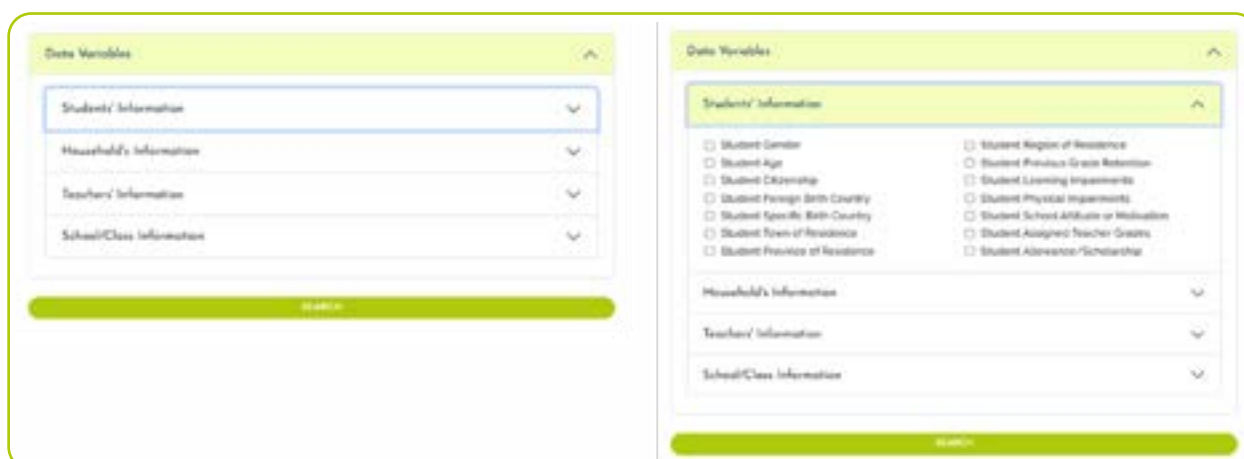 Data Variables
Students' Information
Household's Information
Teachers' Information
School/Class Information
SEARCH
Data Variables
Students' Information
Student Gender
Student Age
Student Citizenship
Student Foreign Birth Country
Student Specific Birth Country
Student Town of Residence
Student Province of Residence
Student Region of Residence
Student Previous Grade Retention
Student Learning Impairments
Student Physical Impairments
Student School Attitude or Motivation
Student Assigned Teacher Grades
Student Allowance/Scholarship
Household's Information
Teachers' Information
School/Class Information
SEARCH